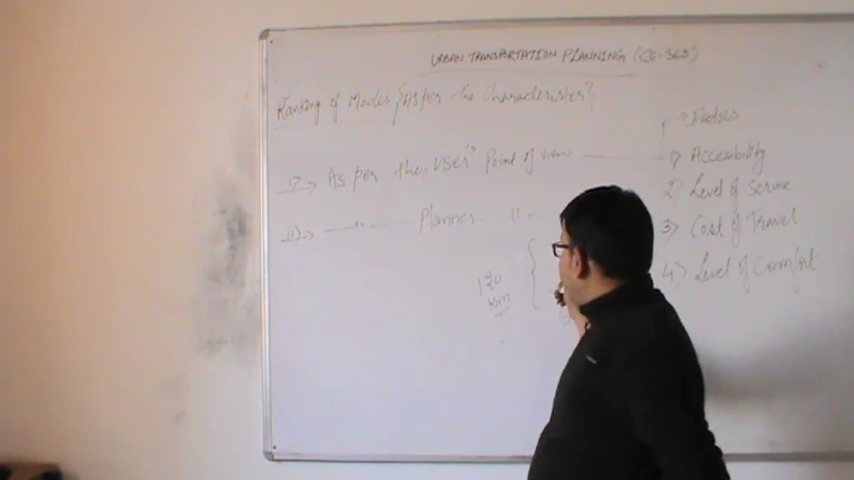 URBAN TRANSPORTATION PLANNING (CE-363)
Ranking of Modes {As per the Characteristics}
i) → As per the user's Point of view
→ Factors
1) Accessibility
2) Level of Service
ii) → —"— Planner —"—
3) Cost of Travel
4) Level of Comfort
120
km